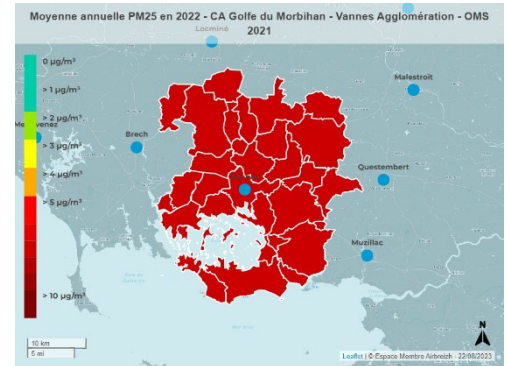 Moyenne annuelle PM25 en 2022 - CA Golfe du Morbihan - Vannes Agglomération - OMS
2021
Locminé
0 µg/m³
> 1 µg/m³
Malestroit
> 2 µg/m³
Brech
> 3 µg/m³
> 4 µg/m³
Questembert
> 5 µg/m³
Muzillac
> 10 µg/m³
N
10 km
5 mi
Leaflet | © Espace Membre Airbreizh - 22/08/2023